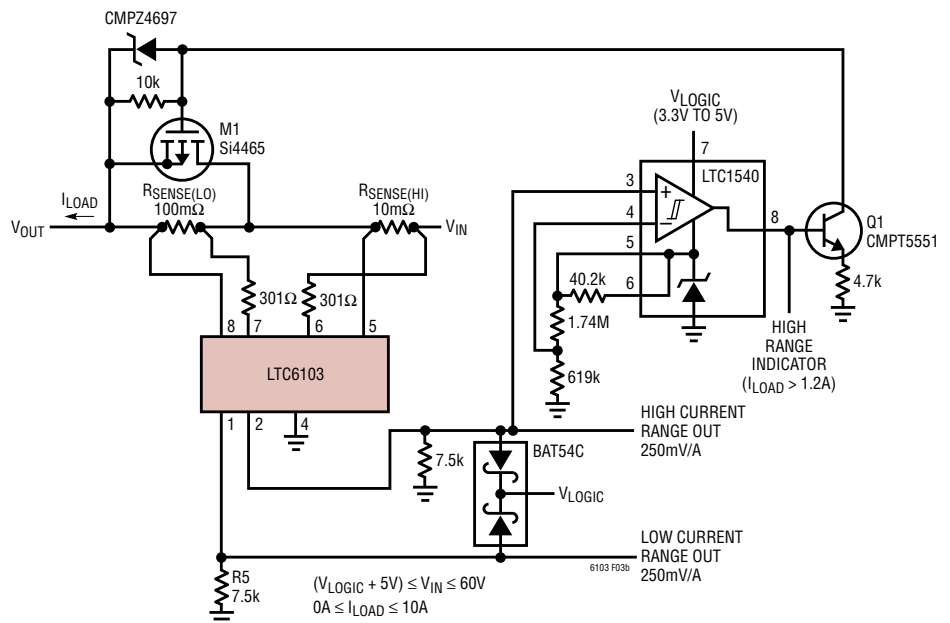 CMPZ4697
10k
M1
Si4465
VLOGIC
(3.3V TO 5V)
7
LTC1540
3
4
5
6
8
Q1
CMPT5551
4.7k
40.2k
1.74M
619k
HIGH
RANGE
INDICATOR
(ILOAD > 1.2A)
ILOAD
VOUT
RSENSE(LO)
100mΩ
RSENSE(HI)
10mΩ
VIN
301Ω
301Ω
8
7
6
5
LTC6103
1
2
4
7.5k
BAT54C
VLOGIC
HIGH CURRENT
RANGE OUT
250mV/A
LOW CURRENT
RANGE OUT
250mV/A
6103 F03b
R5
7.5k
(VLOGIC + 5V) ≤ VIN ≤ 60V
0A ≤ ILOAD ≤ 10A